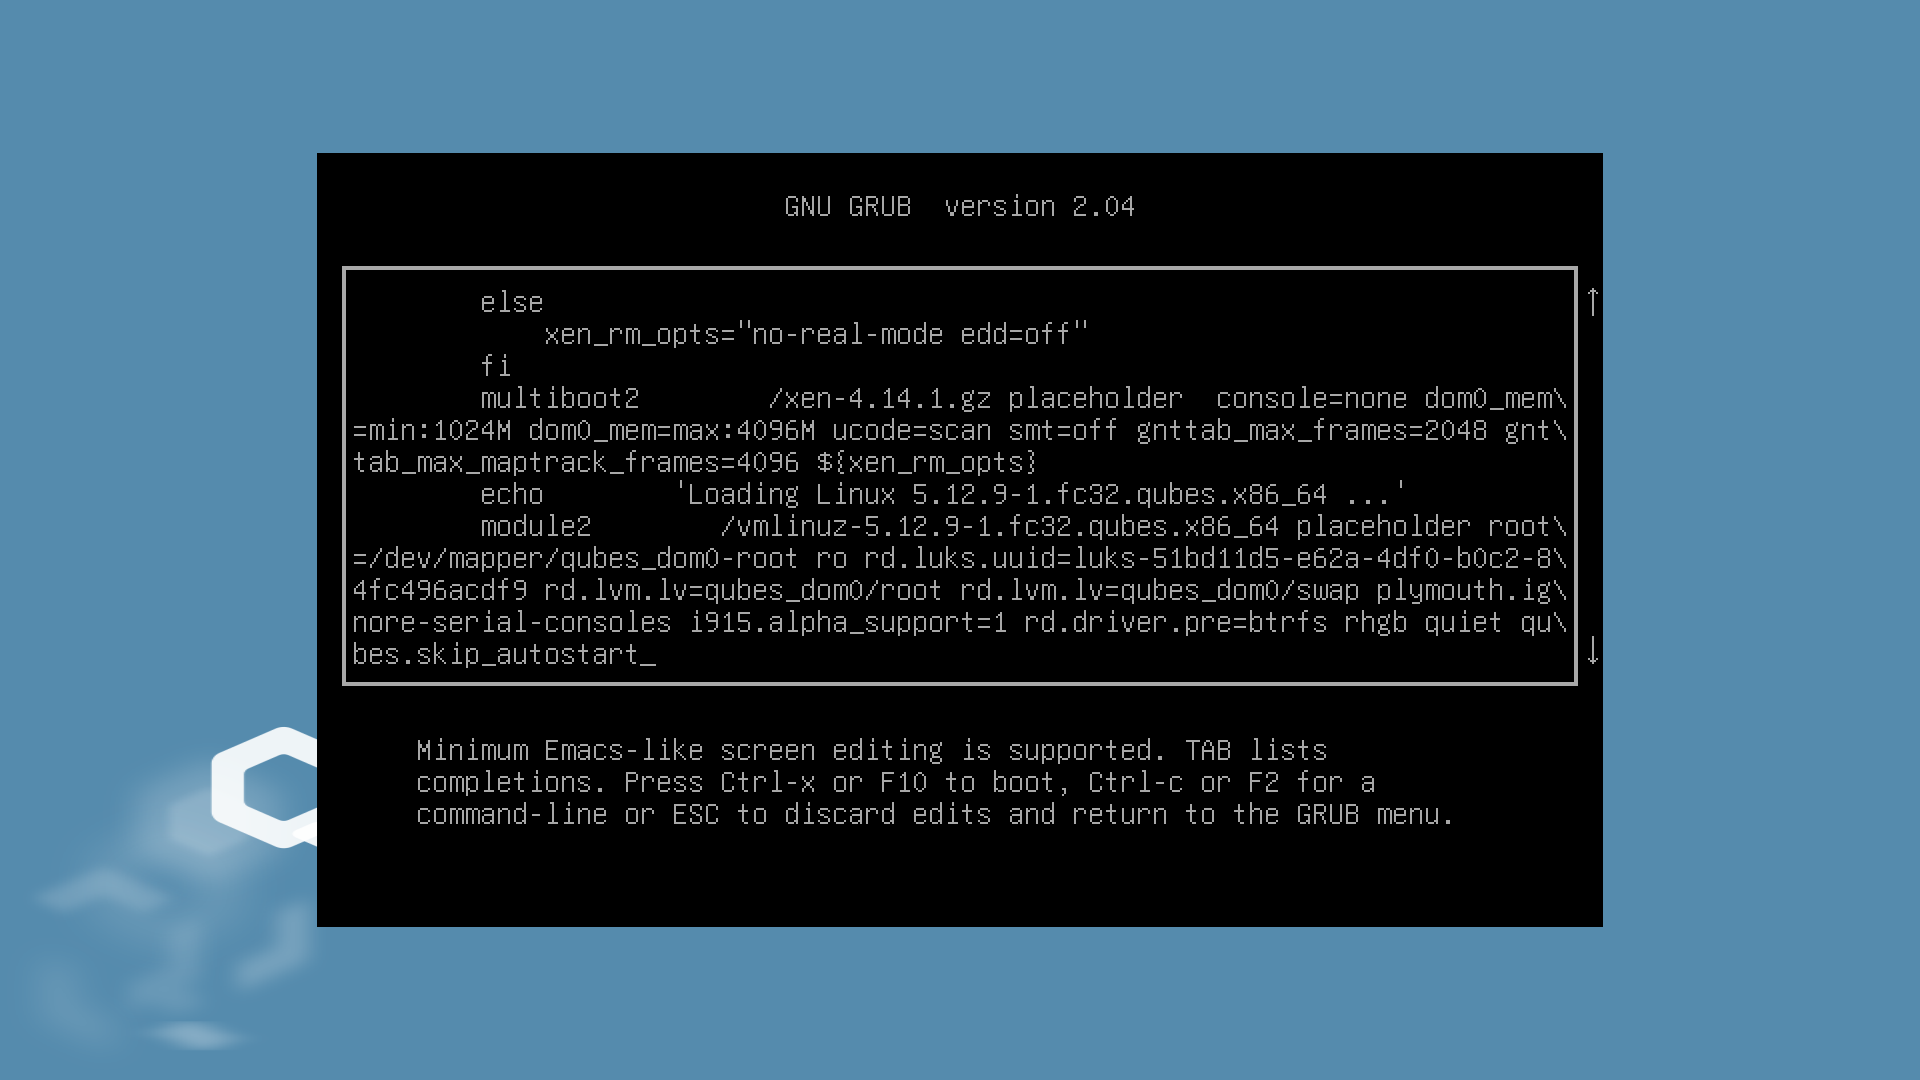 GNU GRUB  version 2.04
else
xen_rm_opts="no-real-mode edd=off"
fi
multiboot2        /xen-4.14.1.gz placeholder  console=none dom0_mem\
=min:1024M dom0_mem=max:4096M ucode=scan smt=off gnttab_max_frames=2048 gnt\
tab_max_maptrack_frames=4096 ${xen_rm_opts}
echo        'Loading Linux 5.12.9-1.fc32.qubes.x86_64 ...'
module2        /vmlinuz-5.12.9-1.fc32.qubes.x86_64 placeholder root\
=/dev/mapper/qubes_dom0-root ro rd.luks.uuid=luks-51bd11d5-e62a-4df0-b0c2-8\
4fc496acdf9 rd.lvm.lv=qubes_dom0/root rd.lvm.lv=qubes_dom0/swap plymouth.ig\
nore-serial-consoles i915.alpha_support=1 rd.driver.pre=btrfs rhgb quiet qu\
bes.skip_autostart_
Minimum Emacs-like screen editing is supported. TAB lists
completions. Press Ctrl-x or F10 to boot, Ctrl-c or F2 for a
command-line or ESC to discard edits and return to the GRUB menu.